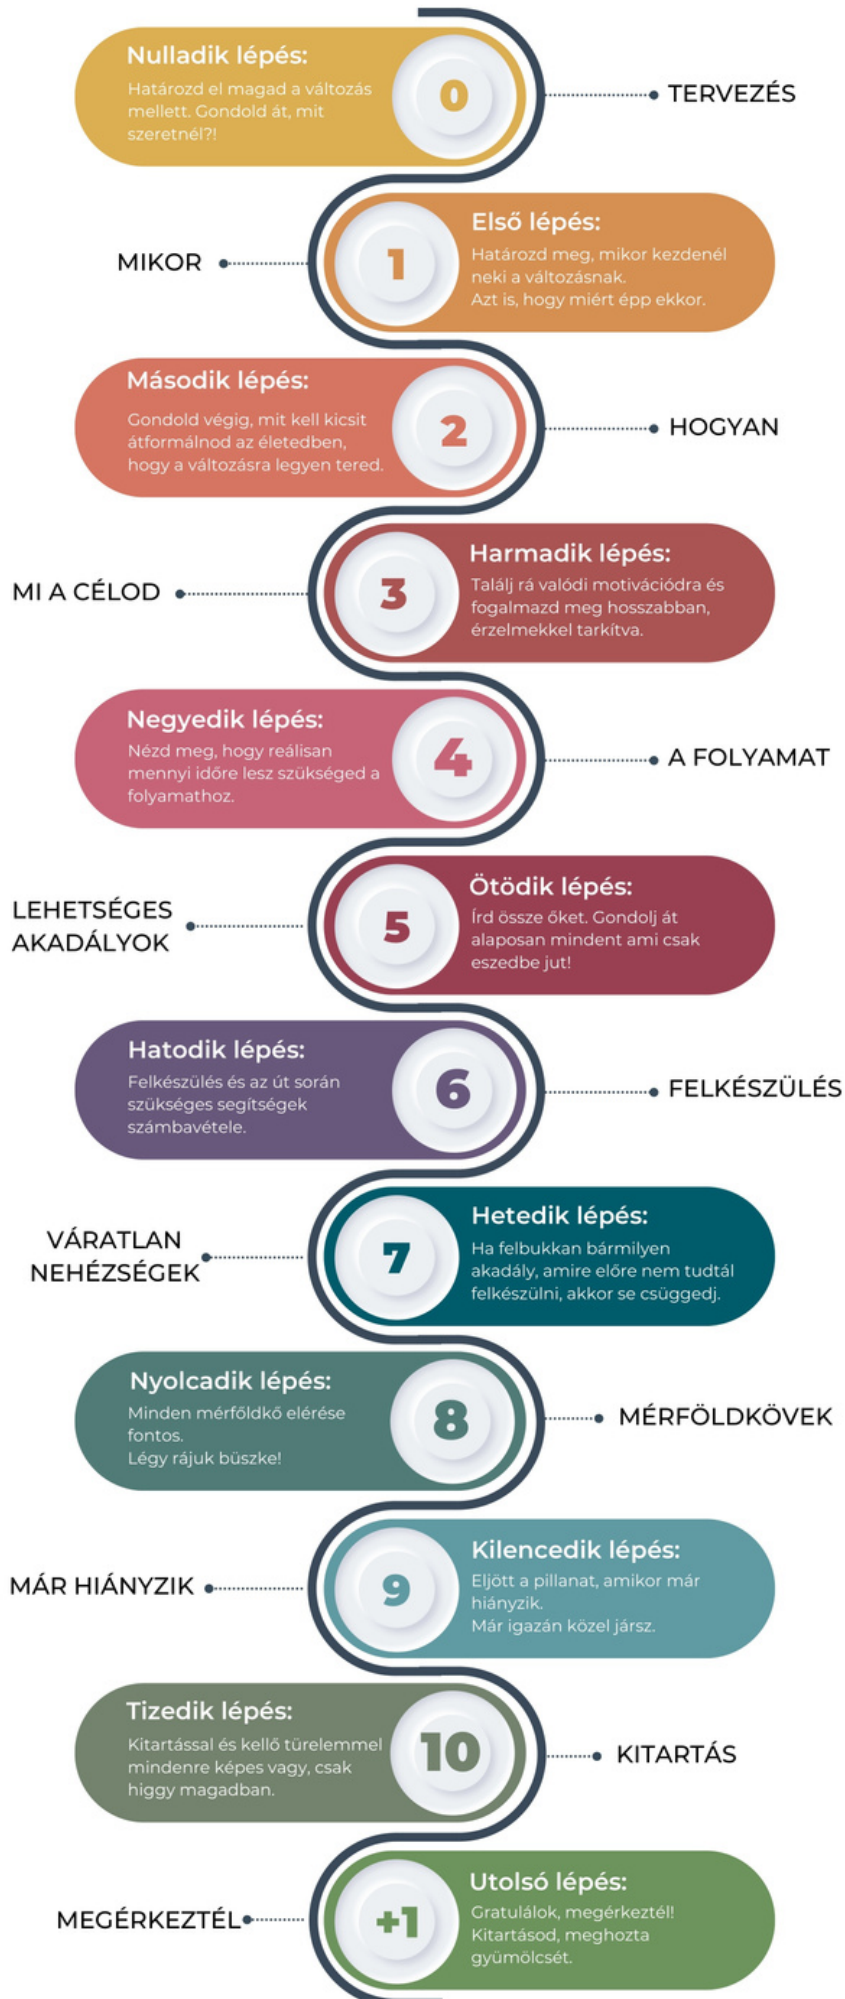 Nulladik lépés:
Határozd el magad a változás
mellett. Gondold át, mit
szeretnél?!
0
TERVEZÉS
MIKOR
1
Első lépés:
Határozd meg, mikor kezdenél
neki a változásnak.
Azt is, hogy miért épp ekkor.
Második lépés:
Gondold végig, mit kell kicsit
átformálnod az életedben,
hogy a változásra legyen tered.
2
HOGYAN
MI A CÉLOD
3
Harmadik lépés:
Találj rá valódi motivációdra és
fogalmazd meg hosszabban,
érzelmekkel tarkítva.
Negyedik lépés:
Nézd meg, hogy reálisan
mennyi időre lesz szükséged a
folyamathoz.
4
A FOLYAMAT
LEHETSÉGES
AKADÁLYOK
5
Ötödik lépés:
Írd össze őket. Gondolj át
alaposan mindent ami csak
eszedbe jut!
Hatodik lépés:
Felkészülés és az út során
szükséges segítségek
számbavétele.
6
FELKÉSZÜLÉS
VÁRATLAN
NEHÉZSÉGEK
7
Hetedik lépés:
Ha felbukkan bármilyen
akadály, amire előre nem tudtál
felkészülni, akkor se csüggedj.
Nyolcadik lépés:
Minden mérföldkő elérése
fontos.
Légy rájuk büszke!
8
MÉRFÖLDKÖVEK
MÁR HIÁNYZIK
9
Kilencedik lépés:
Eljött a pillanat, amikor már
hiányzik.
Már igazán közel jársz.
Tizedik lépés:
Kitartással és kellő türelemmel
mindenre képes vagy, csak
higgy magadban.
10
KITARTÁS
MEGÉRKEZTÉL
+1
Utolsó lépés:
Gratulálok, megérkeztél!
Kitartásod, meghozta
gyümölcsét.